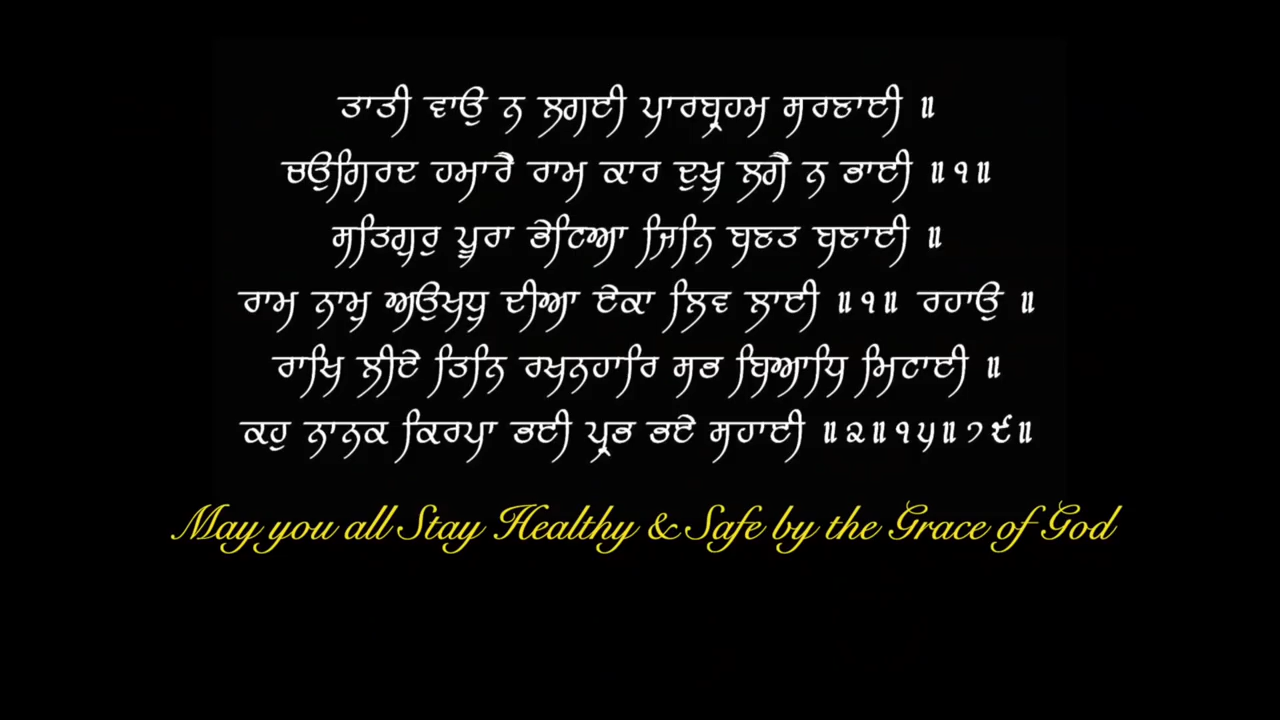 ਤਾਤੀ ਵਾਉ ਨ ਲਗਈ ਪਾਰਬ੍ਰਹਮ ਸਰਣਾਈ ॥
ਚਉਗਿਰਦ ਹਮਾਰੈ ਰਾਮ ਕਾਰ ਦੁਖੁ ਲਗੈ ਨ ਭਾਈ ॥੧॥
ਸਤਿਗੁਰੁ ਪੂਰਾ ਭੇਟਿਆ ਜਿਨਿ ਬਣਤ ਬਣਾਈ ॥
ਰਾਮ ਨਾਮੁ ਅਉਖਧੁ ਦੀਆ ਏਕਾ ਲਿਵ ਲਾਈ ॥੧॥ ਰਹਾਉ ॥
ਰਾਖਿ ਲੀਏ ਤਿਨਿ ਰਖਨਹਾਰਿ ਸਭ ਬਿਆਧਿ ਮਿਟਾਈ ॥
ਕਹੁ ਨਾਨਕ ਕਿਰਪਾ ਭਈ ਪ੍ਰਭ ਭਏ ਸਹਾਈ ॥੨॥੧੫॥੭੯॥
May you all Stay Healthy & Safe by the Grace of God